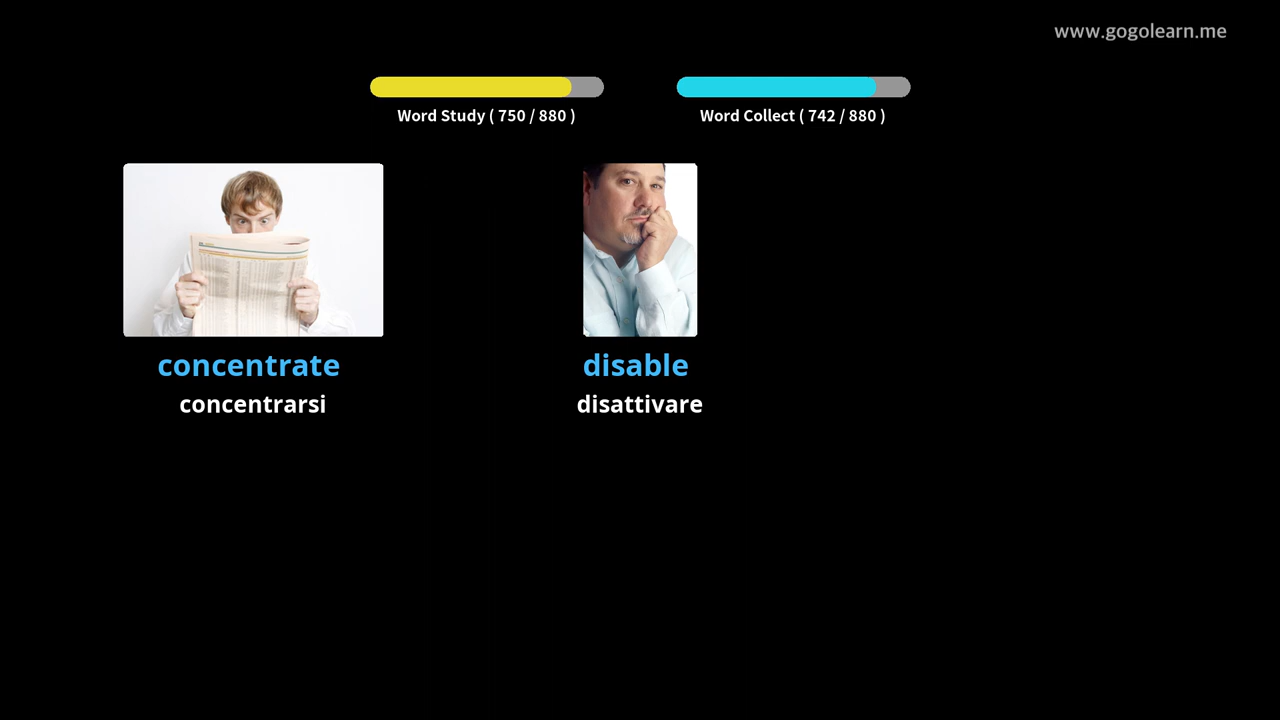 www.gogolearn.me
Word Study ( 750 / 880 )
Word Collect ( 742 / 880 )
concentrate
concentrarsi
disable
disattivare